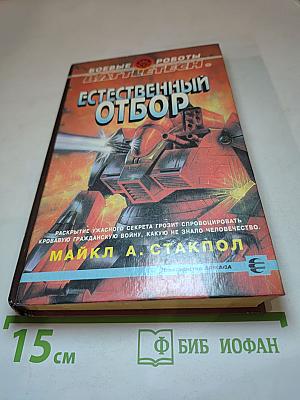 БОЕВЫЕ РОБОТЫ
BATTLETECH
ЕСТЕСТВЕННЫЙ
ОТБОР
РАСКРЫТИЕ УЖАСНОГО СЕКРЕТА ГРОЗИТ СПРОВОЦИРОВАТЬ
КРОВАВУЮ ГРАЖДАНСКУЮ ВОЙНУ, КАКУЮ НЕ ЗНАЛО ЧЕЛОВЕЧЕСТВО.
МАЙКЛ А. СТАКПОЛ
15 см
Ф БИБ ИОФАН